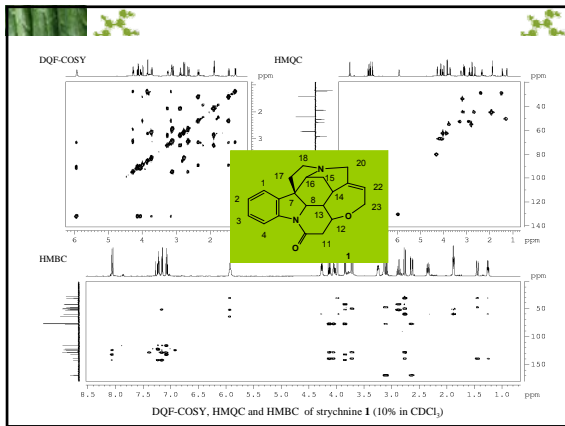 DQF-COSY
HMQC
ppm
ppm
2
3
6 5 4 3 2
40
60
80
100
120
140
6 5 4 3 2 1
18
N
20
17
16
15
1
14
22
2
7
8
13
23
3
N
O
12
4
11
O
HMBC
1
ppm
50
100
150
8.5 8.0 7.5 7.0 6.5 6.0 5.5 5.0 4.5 4.0 3.5 3.0 2.5 2.0 1.5 1.0 ppm
DQF-COSY, HMQC and HMBC of strychnine 1 (10% in CDCl₃)